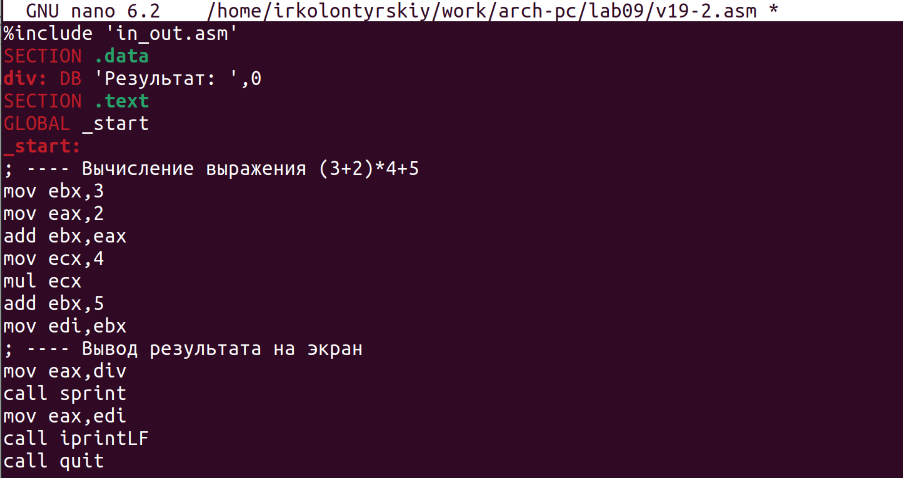 GNU nano 6.2 /home/irkolontyrskiy/work/arch-pc/lab09/v19-2.asm *
%include 'in_out.asm'
SECTION .data
div: DB 'Результат: ',0
SECTION .text
GLOBAL _start
_start:
; ---- Вычисление выражения (3+2)*4+5
mov ebx,3
mov eax,2
add ebx,eax
mov ecx,4
mul ecx
add ebx,5
mov edi,ebx
; ---- Вывод результата на экран
mov eax,div
call sprint
mov eax,edi
call iprintLF
call quit